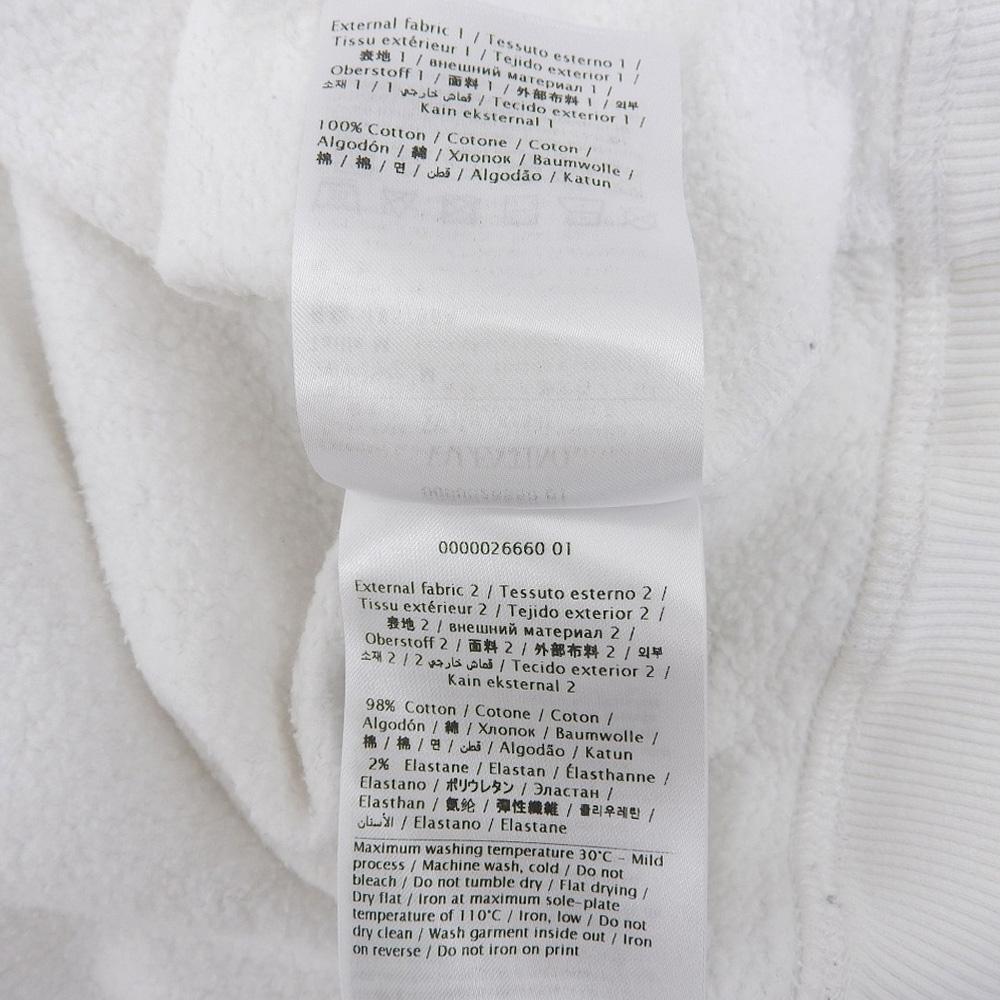 External fabric 1 / Tessuto esterno 1 /
Tissu extérieur 1 / Tejido exterior 1 /
表地 1 / внешний материал 1 /
Oberstoff 1 / 面料 1 / 外部布料 1 / 외부
소재 1 / 1 قماش خارجي / Tecido exterior 1 /
Kain eksternal 1
100% Cotton / Cotone / Coton /
Algodón / 綿 / Хлопок / Baumwolle /
棉 / 棉 / 면 / قطن / Algodão / Katun
0000026660 01
External fabric 2 / Tessuto esterno 2 /
Tissu extérieur 2 / Tejido exterior 2 /
表地 2 / внешний материал 2 /
Oberstoff 2 / 面料 2 / 外部布料 2 / 외부
소재 2 / 2 قماش خارجي / Tecido exterior 2 /
Kain eksternal 2
98% Cotton / Cotone / Coton /
Algodón / 綿 / Хлопок / Baumwolle /
棉 / 棉 / 면 / قطن / Algodão / Katun
2% Elastane / Elastan / Élasthanne /
Elastano / ポリウレタン / Эластан /
Elasthan / 氨纶 / 彈性纖維 / 폴리우레탄 /
الأستان / Elastano / Elastane
Maximum washing temperature 30°C - Mild
process / Machine wash, cold / Do not
bleach / Do not tumble dry / Flat drying /
Dry flat / Iron at maximum sole-plate
temperature of 110°C / Iron, low / Do not
dry clean / Wash garment inside out / Iron
on reverse / Do not iron on print